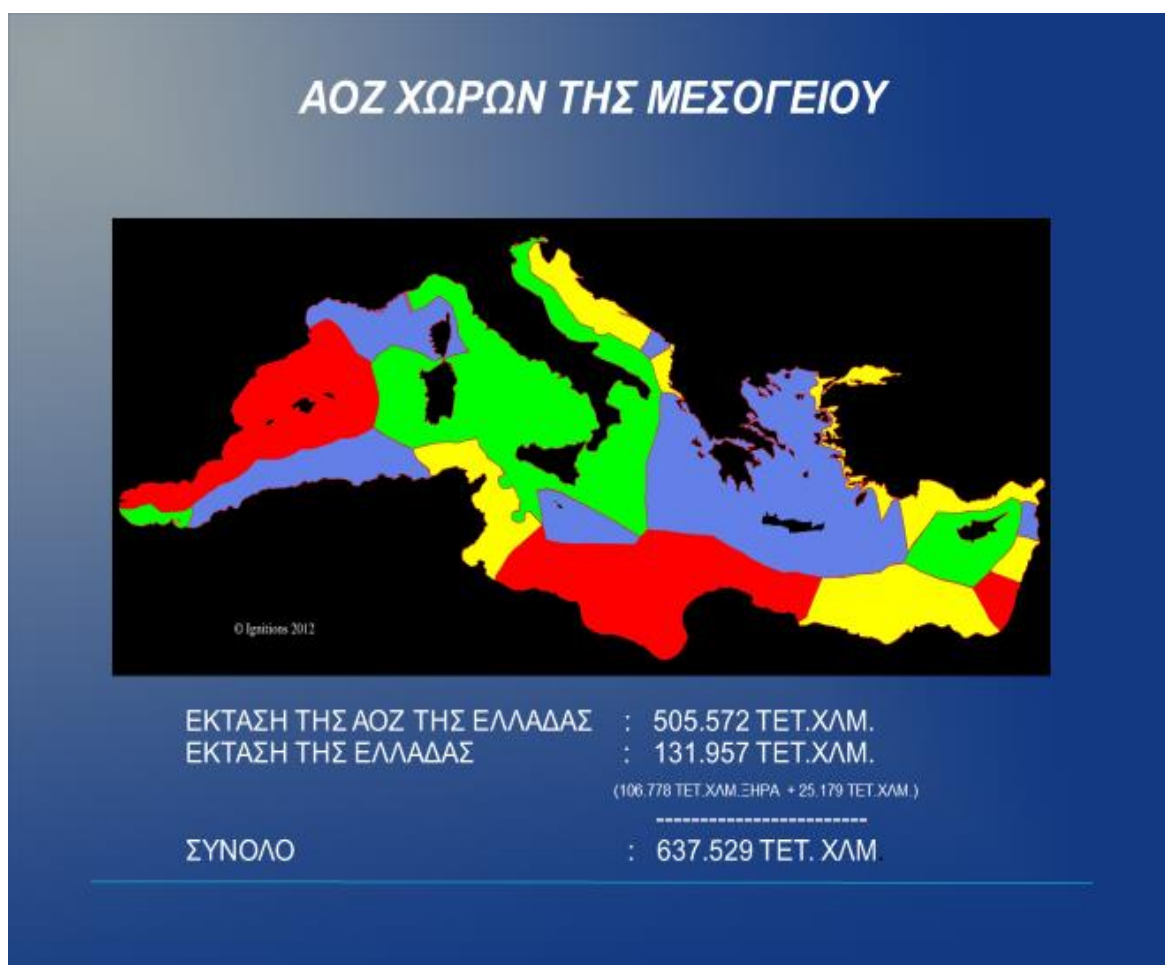 ΑΟΖ ΧΩΡΩΝ ΤΗΣ ΜΕΣΟΓΕΙΟΥ
© Ignitions 2012
ΕΚΤΑΣΗ ΤΗΣ ΑΟΖ ΤΗΣ ΕΛΛΑΔΑΣ : 505.572 ΤΕΤ.ΧΛΜ.
ΕΚΤΑΣΗ ΤΗΣ ΕΛΛΑΔΑΣ : 131.957 ΤΕΤ.ΧΛΜ.
(106.778 ΤΕΤ.ΧΛΜ.ΞΗΡΑ + 25.179 ΤΕΤ.ΧΛΜ.)
------------------------
ΣΥΝΟΛΟ : 637.529 ΤΕΤ. ΧΛΜ.